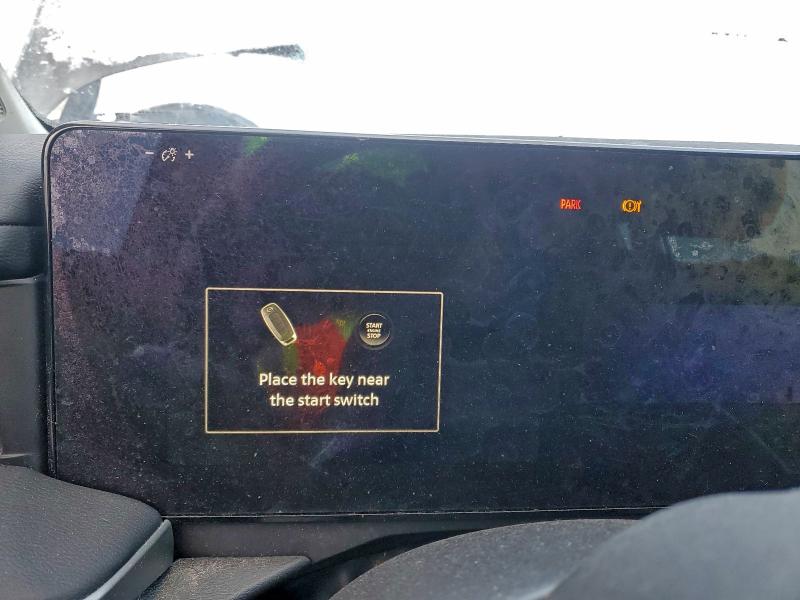 − +
PARK
START
ENGINE
STOP
Place the key near
the start switch